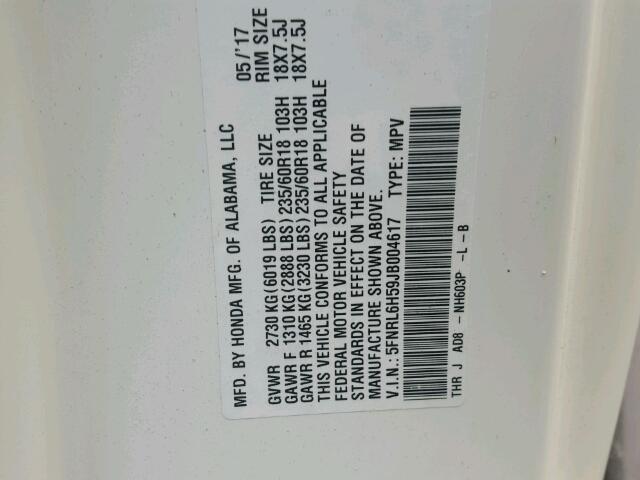 MFD. BY HONDA MFG. OF ALABAMA, LLC 05/'17
GVWR 2730 KG(6019 LBS) TIRE SIZE RIM SIZE
GAWR F 1310 KG(2888 LBS) 235/60R18 103H 18X7.5J
GAWR R 1465 KG(3230 LBS) 235/60R18 103H 18X7.5J
THIS VEHICLE CONFORMS TO ALL APPLICABLE
FEDERAL MOTOR VEHICLE SAFETY
STANDARDS IN EFFECT ON THE DATE OF
MANUFACTURE SHOWN ABOVE.
V.I.N.: 5FNRL6H59JB004617 TYPE: MPV
THR J AD8 - NH603P -L-B